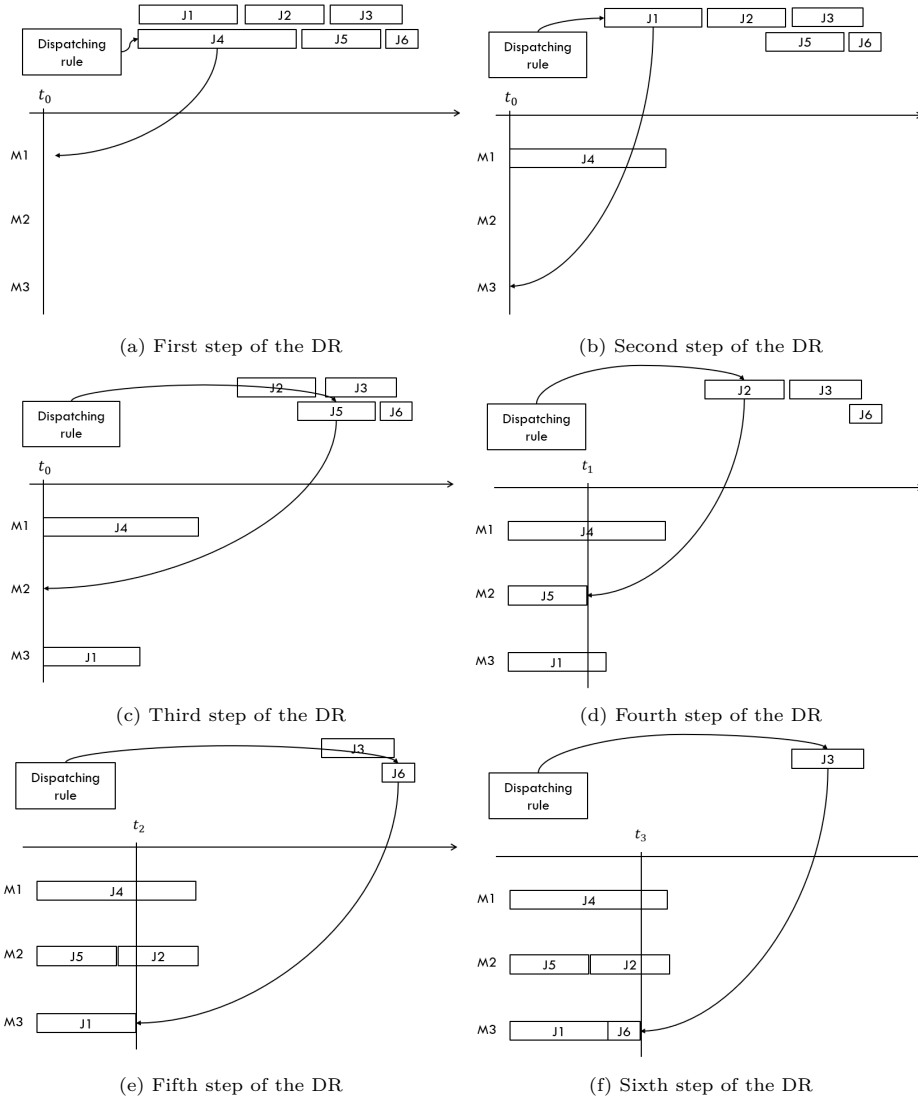 J1 J2 J3
Dispatching
rule
J4 J5 J6
t0
M1
M2
M3
(a) First step of the DR
J1 J2 J3
Dispatching
rule
J5 J6
t0
M1 J4
M2
M3
(b) Second step of the DR
J2 J3
Dispatching
rule
J5 J6
t0
M1 J4
M2
M3 J1
(c) Third step of the DR
J2 J3
Dispatching
rule
J6
t1
M1 J4
M2 J5
M3 J1
(d) Fourth step of the DR
J3
Dispatching
rule
J6
t2
M1 J4
M2 J5 J2
M3 J1
(e) Fifth step of the DR
J3
Dispatching
rule
t3
M1 J4
M2 J5 J2
M3 J1 J6
(f) Sixth step of the DR